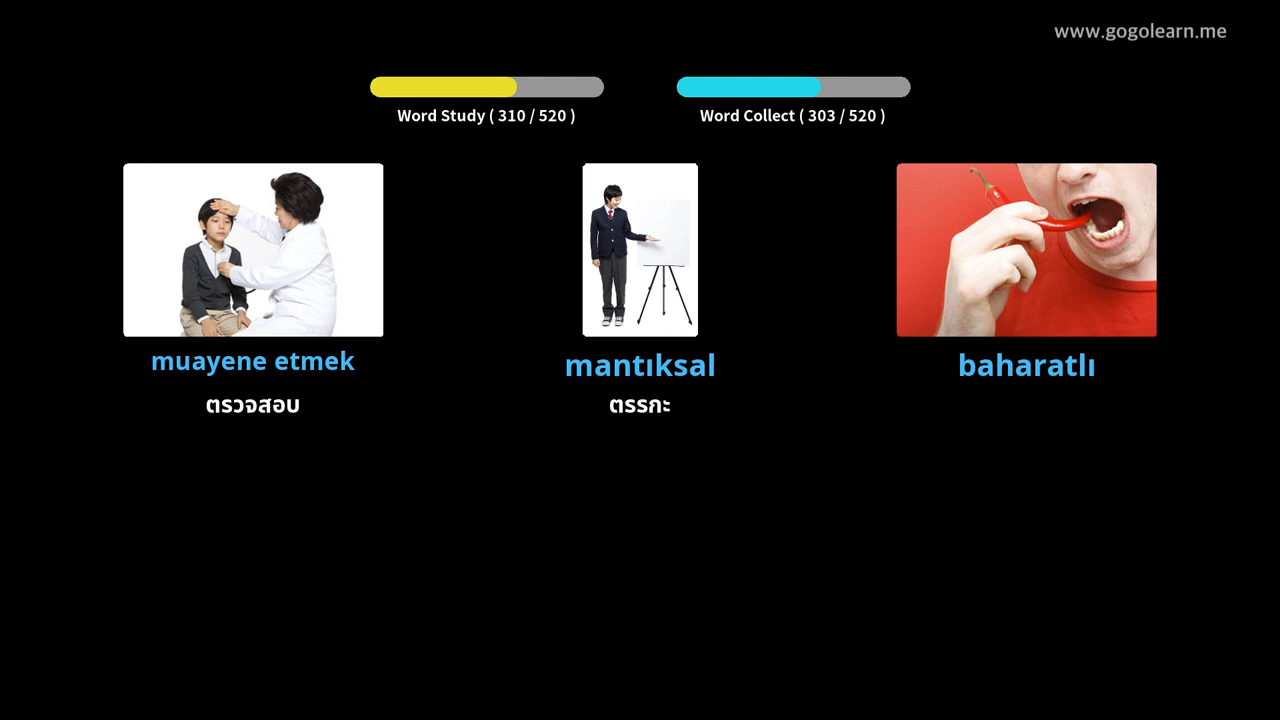 www.gogolearn.me
Word Study ( 310 / 520 )
Word Collect ( 303 / 520 )
muayene etmek
mantıksal
baharatlı
ตรวจสอบ
ตรรกะ